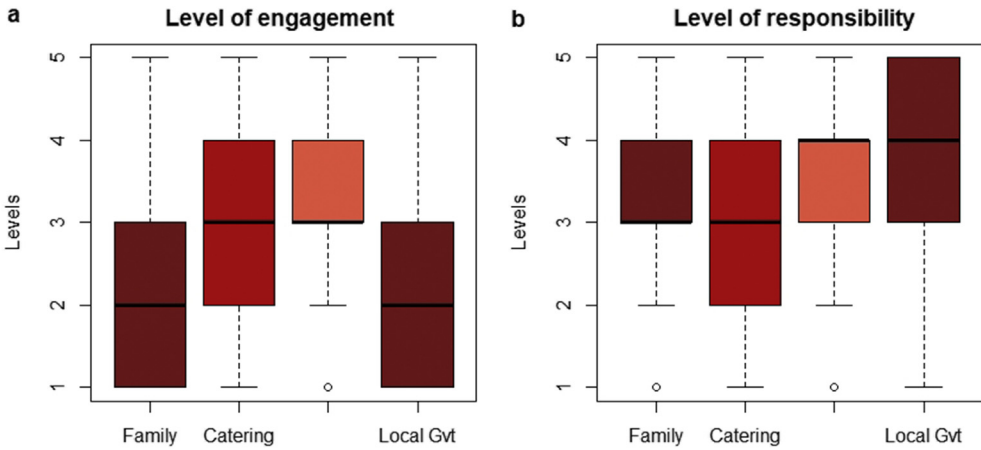 a
Level of engagement
Levels
5
4
3
2
1
Family
Catering
Local Gvt
b
Level of responsibility
Levels
5
4
3
2
1
Family
Catering
Local Gvt